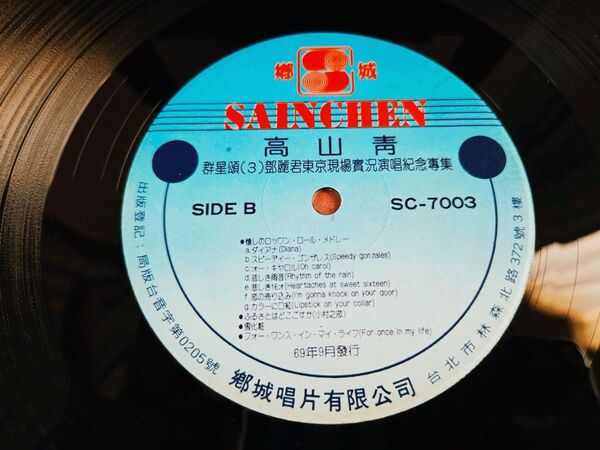 鄉城
SAINCHEN
高山青
群星頌(3)鄧麗君東京現場實況演唱紀念專集
SIDE B
SC-7003
●懐しのロッワン・ロール・メドレー
a.ダイアナ(Diana)
b.スピーディー・ゴンザレス(Speedy gonzales)
c.オー・キャロル(Oh carol)
d.悲しき雨音(Rhythm of the rain)
e.悲しき16才(Heartaches at sweet sixteen)
f.恋の売り込み(I'm gonna knock on your door)
g.カラーに口紅(Lipstick on your collar)
●ふるさとはどこですか(小村之恋)
●雪化粧
●フォー・ワンス・イン・マイ・ライフ(For once in my life)
69年9月發行
鄉城唱片有限公司
出版登記：局版台音字第0205號
台北市林森北路372號3樓